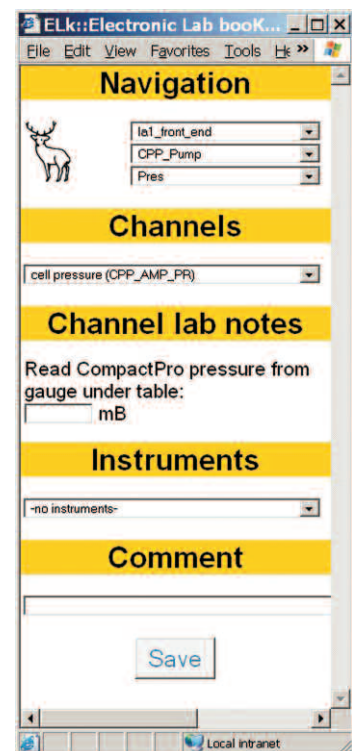 ELk::Electronic Lab booK...
File Edit View Favorites Tools He »
Navigation
la1_front_end
CPP_Pump
Pres
Channels
cell pressure (CPP_AMP_PR)
Channel lab notes
Read CompactPro pressure from
gauge under table:
mB
Instruments
-no instruments-
Comment
Save
Local intranet